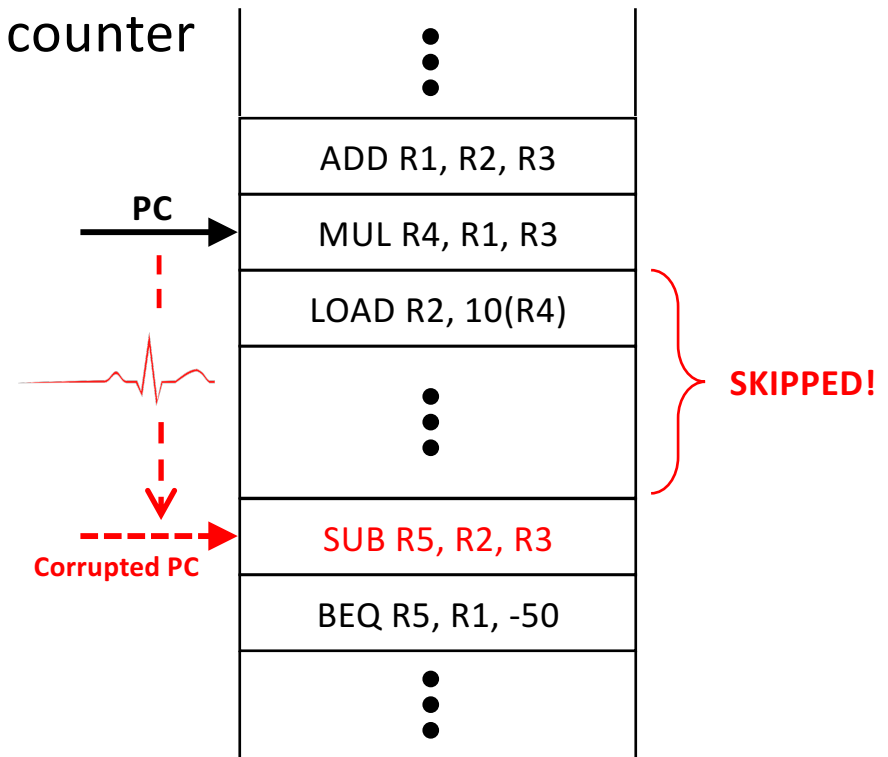 counter
ADD R1, R2, R3
PC
MUL R4, R1, R3
LOAD R2, 10(R4)
SKIPPED!
SUB R5, R2, R3
Corrupted PC
BEQ R5, R1, -50